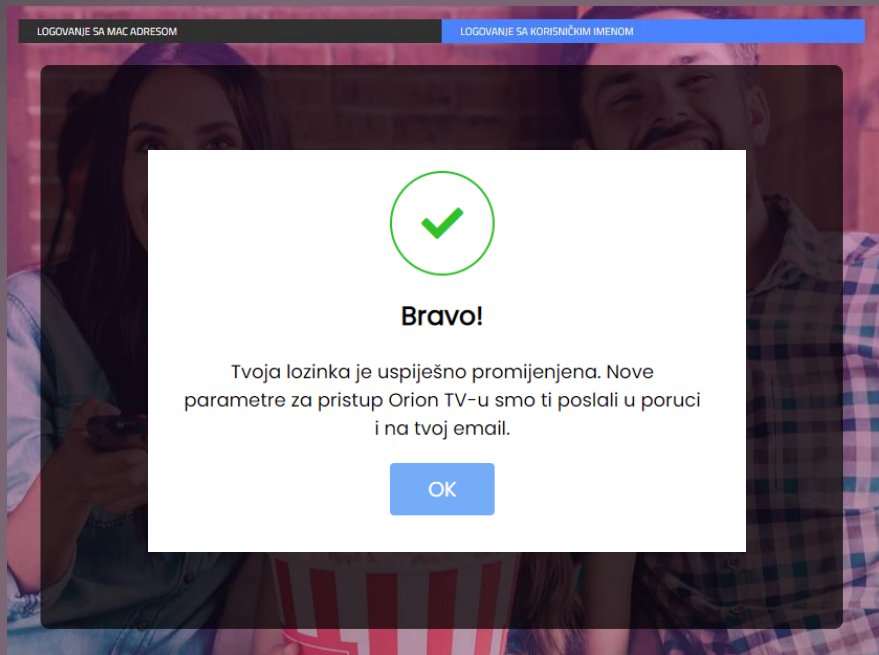 LOGOVANJE SA MAC ADRESOM
LOGOVANJE SA KORISNIČKIM IMENOM
Bravo!
Tvoja lozinka je uspiješno promijenjena. Nove
parametre za pristup Orion TV-u smo ti poslali u poruci
i na tvoj email.
OK